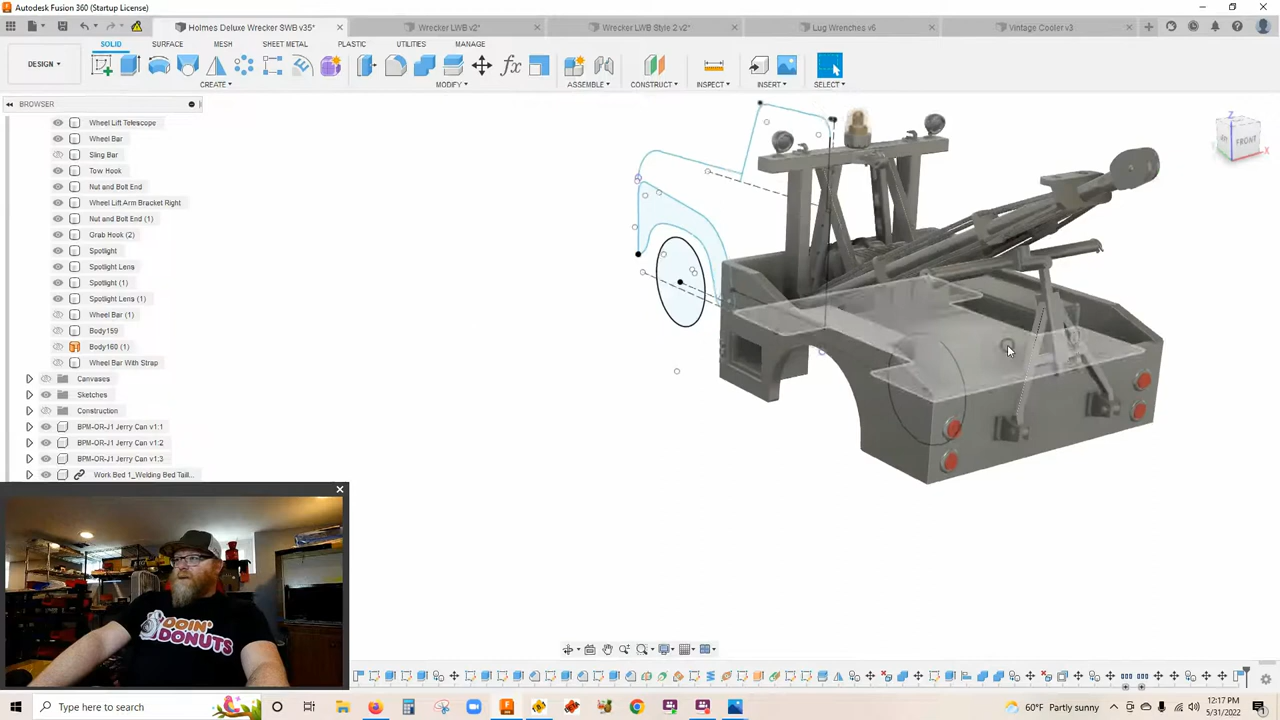 Autodesk Fusion 360 (Startup License)
Holmes Deluxe Wrecker SWB v35*
Wrecker LWB v2*
Wrecker LWB Style 2 v2*
Lug Wrenches v6
Vintage Cooler v3
SOLID
SURFACE
MESH
SHEET METAL
PLASTIC
UTILITIES
MANAGE
DESIGN
CREATE
MODIFY
ASSEMBLE
CONSTRUCT
INSPECT
INSERT
SELECT
BROWSER
Wheel Lift Telescope
Wheel Bar
Sling Bar
Tow Hook
Nut and Bolt End
Wheel Lift Arm Bracket Right
Nut and Bolt End (1)
Grab Hook (2)
Spotlight
Spotlight Lens
Spotlight (1)
Spotlight Lens (1)
Wheel Bar (1)
Body159
Body160 (1)
Wheel Bar With Strap
Canvases
Sketches
Construction
BPM-OR-J1 Jerry Can v1:1
BPM-OR-J1 Jerry Can v1:2
BPM-OR-J1 Jerry Can v1:3
Work Bed 1_Welding Bed Taill...
Z
FRONT
X
DOIN'
DONUTS
Type here to search
60°F Partly sunny
12:17 PM
5/31/2022